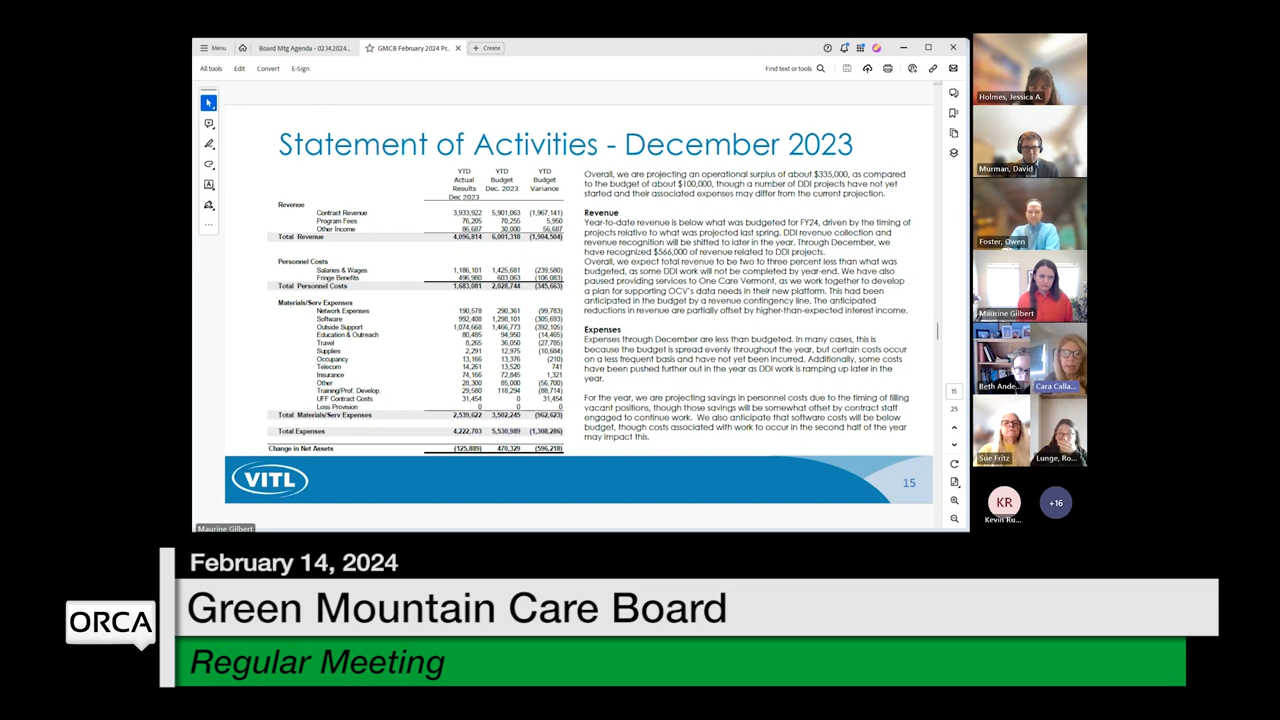 Menu
Board Mtg Agenda - 02.14.2024...
GMCB February 2024 Pr...
Create
All tools Edit Convert E-Sign
Find text or tools
Statement of Activities - December 2023
YTD YTD YTD
Actual Budget Budget
Results Dec. 2023 Variance
Dec 2023
Revenue
Contract Revenue 3,933,922 5,901,063 (1,967,141)
Program Fees 76,205 70,255 5,950
Other Income 86,687 30,000 56,687
Total Revenue 4,096,814 6,001,318 (1,904,504)
Personnel Costs
Salaries & Wages 1,186,101 1,425,681 (239,580)
Fringe Benefits 496,980 603,063 (106,083)
Total Personnel Costs 1,683,081 2,028,744 (345,663)
Materials/Serv Expenses
Network Expenses 190,578 290,361 (99,783)
Software 992,408 1,298,101 (305,693)
Outside Support 1,074,668 1,466,773 (392,105)
Education & Outreach 80,485 94,950 (14,465)
Travel 8,265 36,050 (27,785)
Supplies 2,291 12,975 (10,684)
Occupancy 13,166 13,376 (210)
Telecom 14,261 13,520 741
Insurance 74,166 72,845 1,321
Other 28,300 85,000 (56,700)
Training/Prof. Develop. 29,580 118,294 (88,714)
UFF Contract Costs 31,454 0 31,454
Loss Provision 0 0 0
Total Materials/Serv Expenses 2,539,622 3,502,245 (962,623)
Total Expenses 4,222,703 5,530,989 (1,308,286)
Change in Net Assets (125,889) 470,329 (596,218)
Overall, we are projecting an operational surplus of about $335,000, as compared
to the budget of about $100,000, though a number of DDI projects have not yet
started and their associated expenses may differ from the current projection.
Revenue
Year-to-date revenue is below what was budgeted for FY24, driven by the timing of
projects relative to what was projected last spring. DDI revenue collection and
revenue recognition will be shifted to later in the year. Through December, we
have recognized $566,000 of revenue related to DDI projects.
Overall, we expect total revenue to be two to three percent less than what was
budgeted, as some DDI work will not be completed by year-end. We have also
paused providing services to One Care Vermont, as we work together to develop
a plan for supporting OCV's data needs in their new platform. This had been
anticipated in the budget by a revenue contingency line. The anticipated
reductions in revenue are partially offset by higher-than-expected interest income.
Expenses
Expenses through December are less than budgeted. In many cases, this is
because the budget is spread evenly throughout the year, but certain costs occur
on a less frequent basis and have not yet been incurred. Additionally, some costs
have been pushed further out in the year as DDI work is ramping up later in the
year.
For the year, we are projecting savings in personnel costs due to the timing of filling
vacant positions, though those savings will be somewhat offset by contract staff
engaged to continue work. We also anticipate that software costs will be below
budget, though costs associated with work to occur in the second half of the year
may impact this.
VITL
15
15
25
Maurine Gilbert
Holmes, Jessica A.
Murman, David
Foster, Owen
Maurine Gilbert
Beth Ande... Cara Calla...
Sue Fritz Lunge, Ro...
KR +16
Kevin Ru...
February 14, 2024
ORCA
Green Mountain Care Board
Regular Meeting